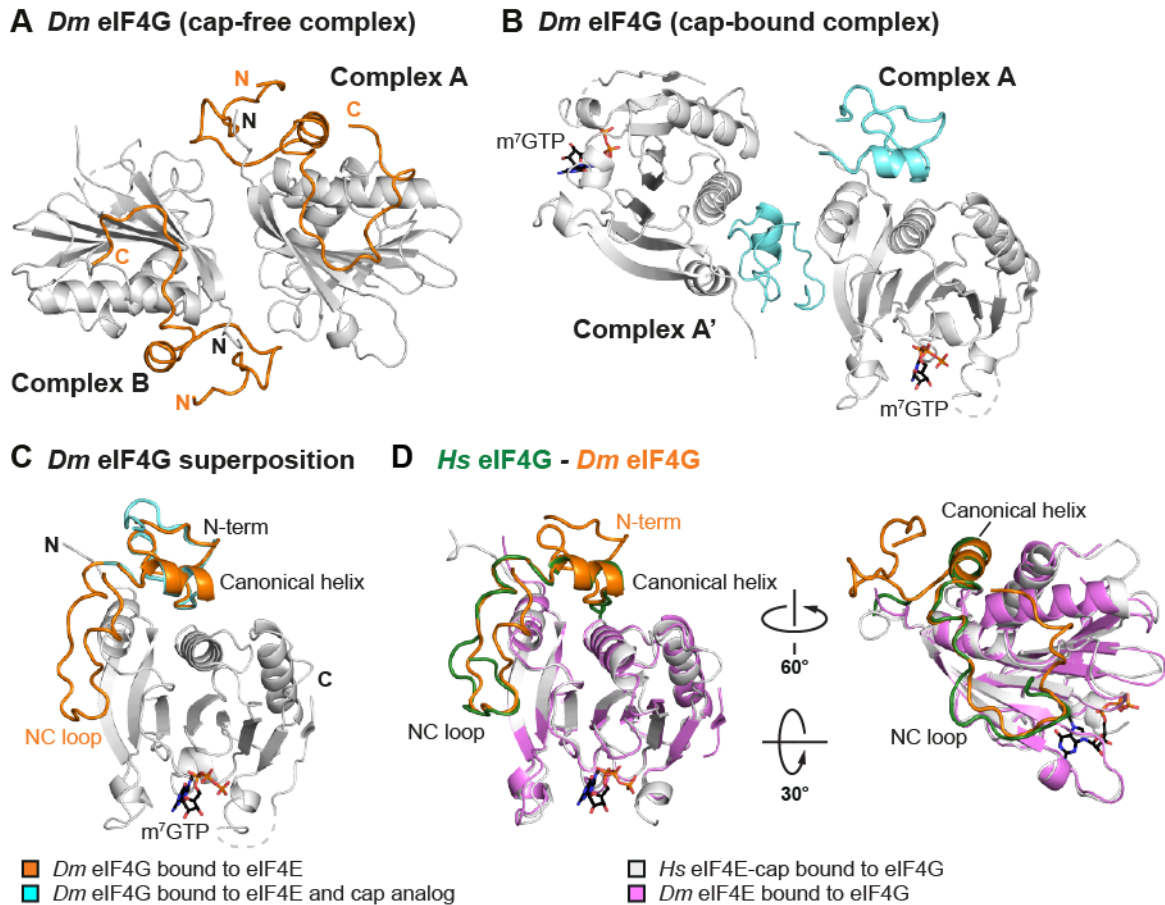 A Dm eIF4G (cap-free complex)
N
N
Complex A
C
C
N
Complex B
N
B Dm eIF4G (cap-bound complex)
Complex A
m⁷GTP
Complex A'
m⁷GTP
C Dm eIF4G superposition
N
N-term
Canonical helix
C
NC loop
m⁷GTP
D Hs eIF4G - Dm eIF4G
N-term
Canonical helix
NC loop
60°
30°
Canonical helix
NC loop
Dm eIF4G bound to eIF4E
Dm eIF4G bound to eIF4E and cap analog
Hs eIF4E-cap bound to eIF4G
Dm eIF4E bound to eIF4G